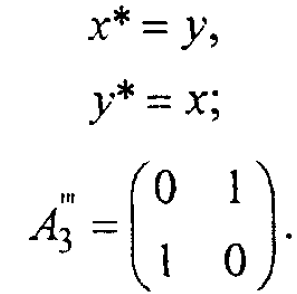 x* = y,
y* = x;
A₃''' = (0 1
1 0).